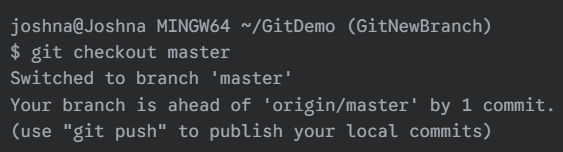 joshna@Joshna MINGW64 ~/GitDemo (GitNewBranch)
$ git checkout master
Switched to branch 'master'
Your branch is ahead of 'origin/master' by 1 commit.
(use "git push" to publish your local commits)